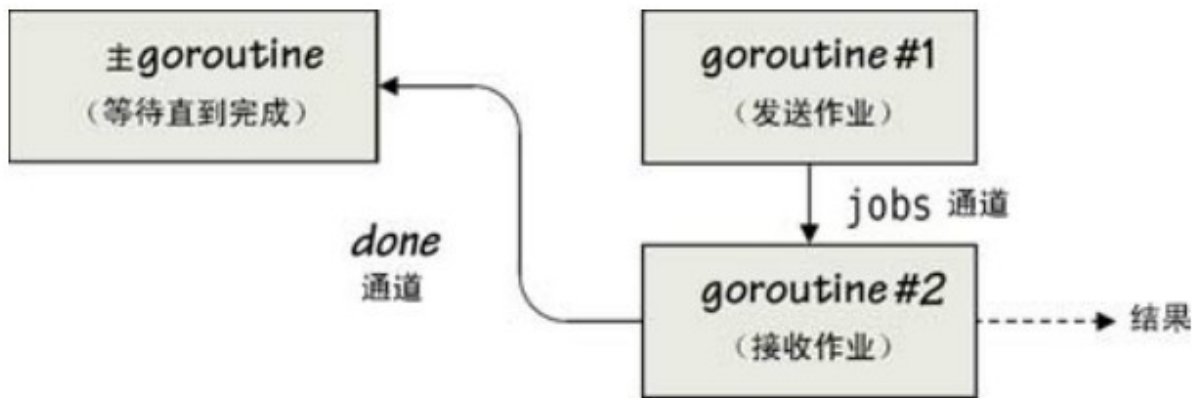 主goroutine
（等待直到完成）
goroutine #1
（发送作业）
jobs 通道
done
通道
goroutine #2
（接收作业）
结果